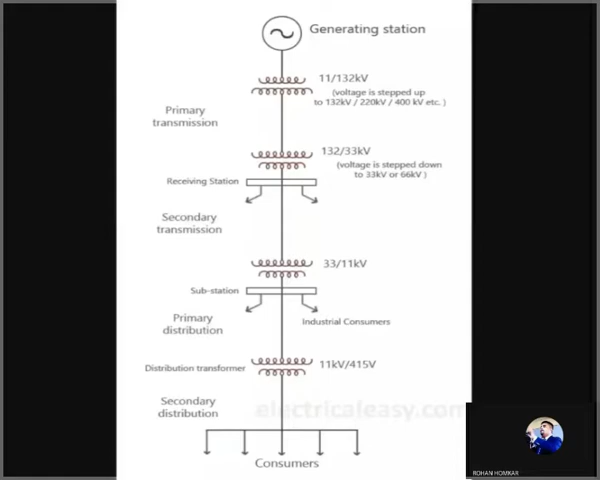 Generating station
11/132kV
(voltage is stepped up
to 132kV / 220kV / 400 kV etc. )
Primary
transmission
132/33kV
(voltage is stepped down
to 33kV or 66kV )
Receiving Station
Secondary
transmission
33/11kV
Sub-station
Primary
distribution
Industrial Consumers
Distribution transformer
11kV/415V
Secondary
distribution
electricaleasy.com
Consumers
ROHAN HOMKAR